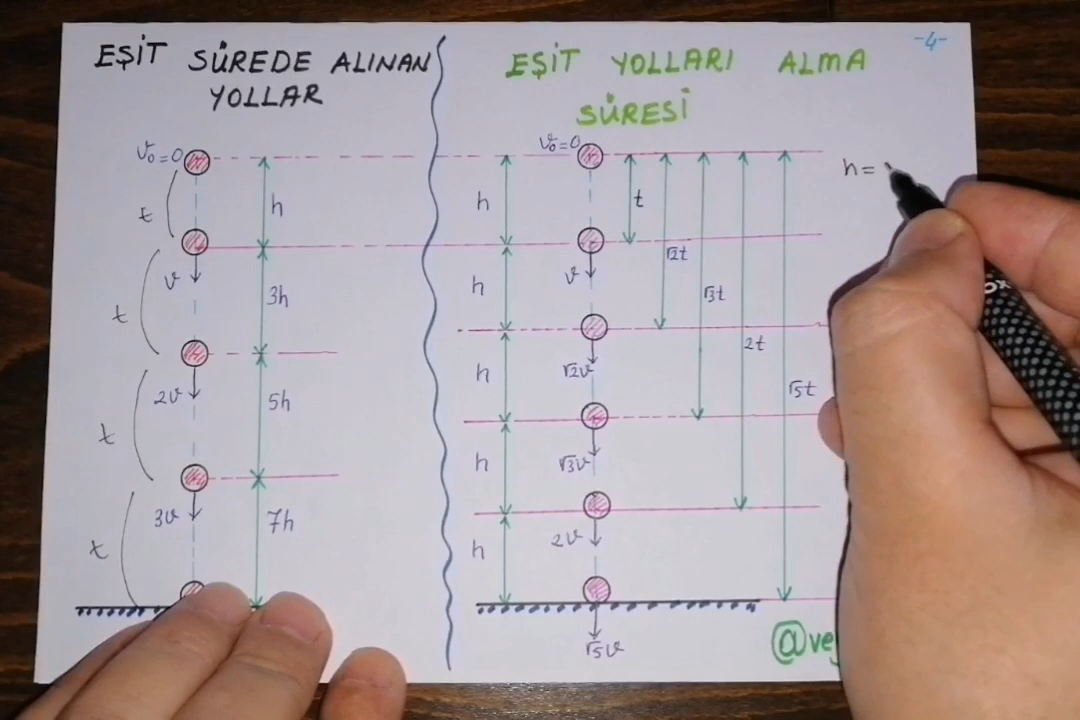 -4-
EŞİT SÜREDE ALINAN
YOLLAR
EŞİT YOLLARI ALMA
SÜRESİ
v₀=0
t
h
v
t
3h
2v
t
5h
3v
t
7h
v₀=0
h
t
v
h
√2t
√2v
h
√3t
√3v
h
2t
2v
h
√5t
√5v
h=